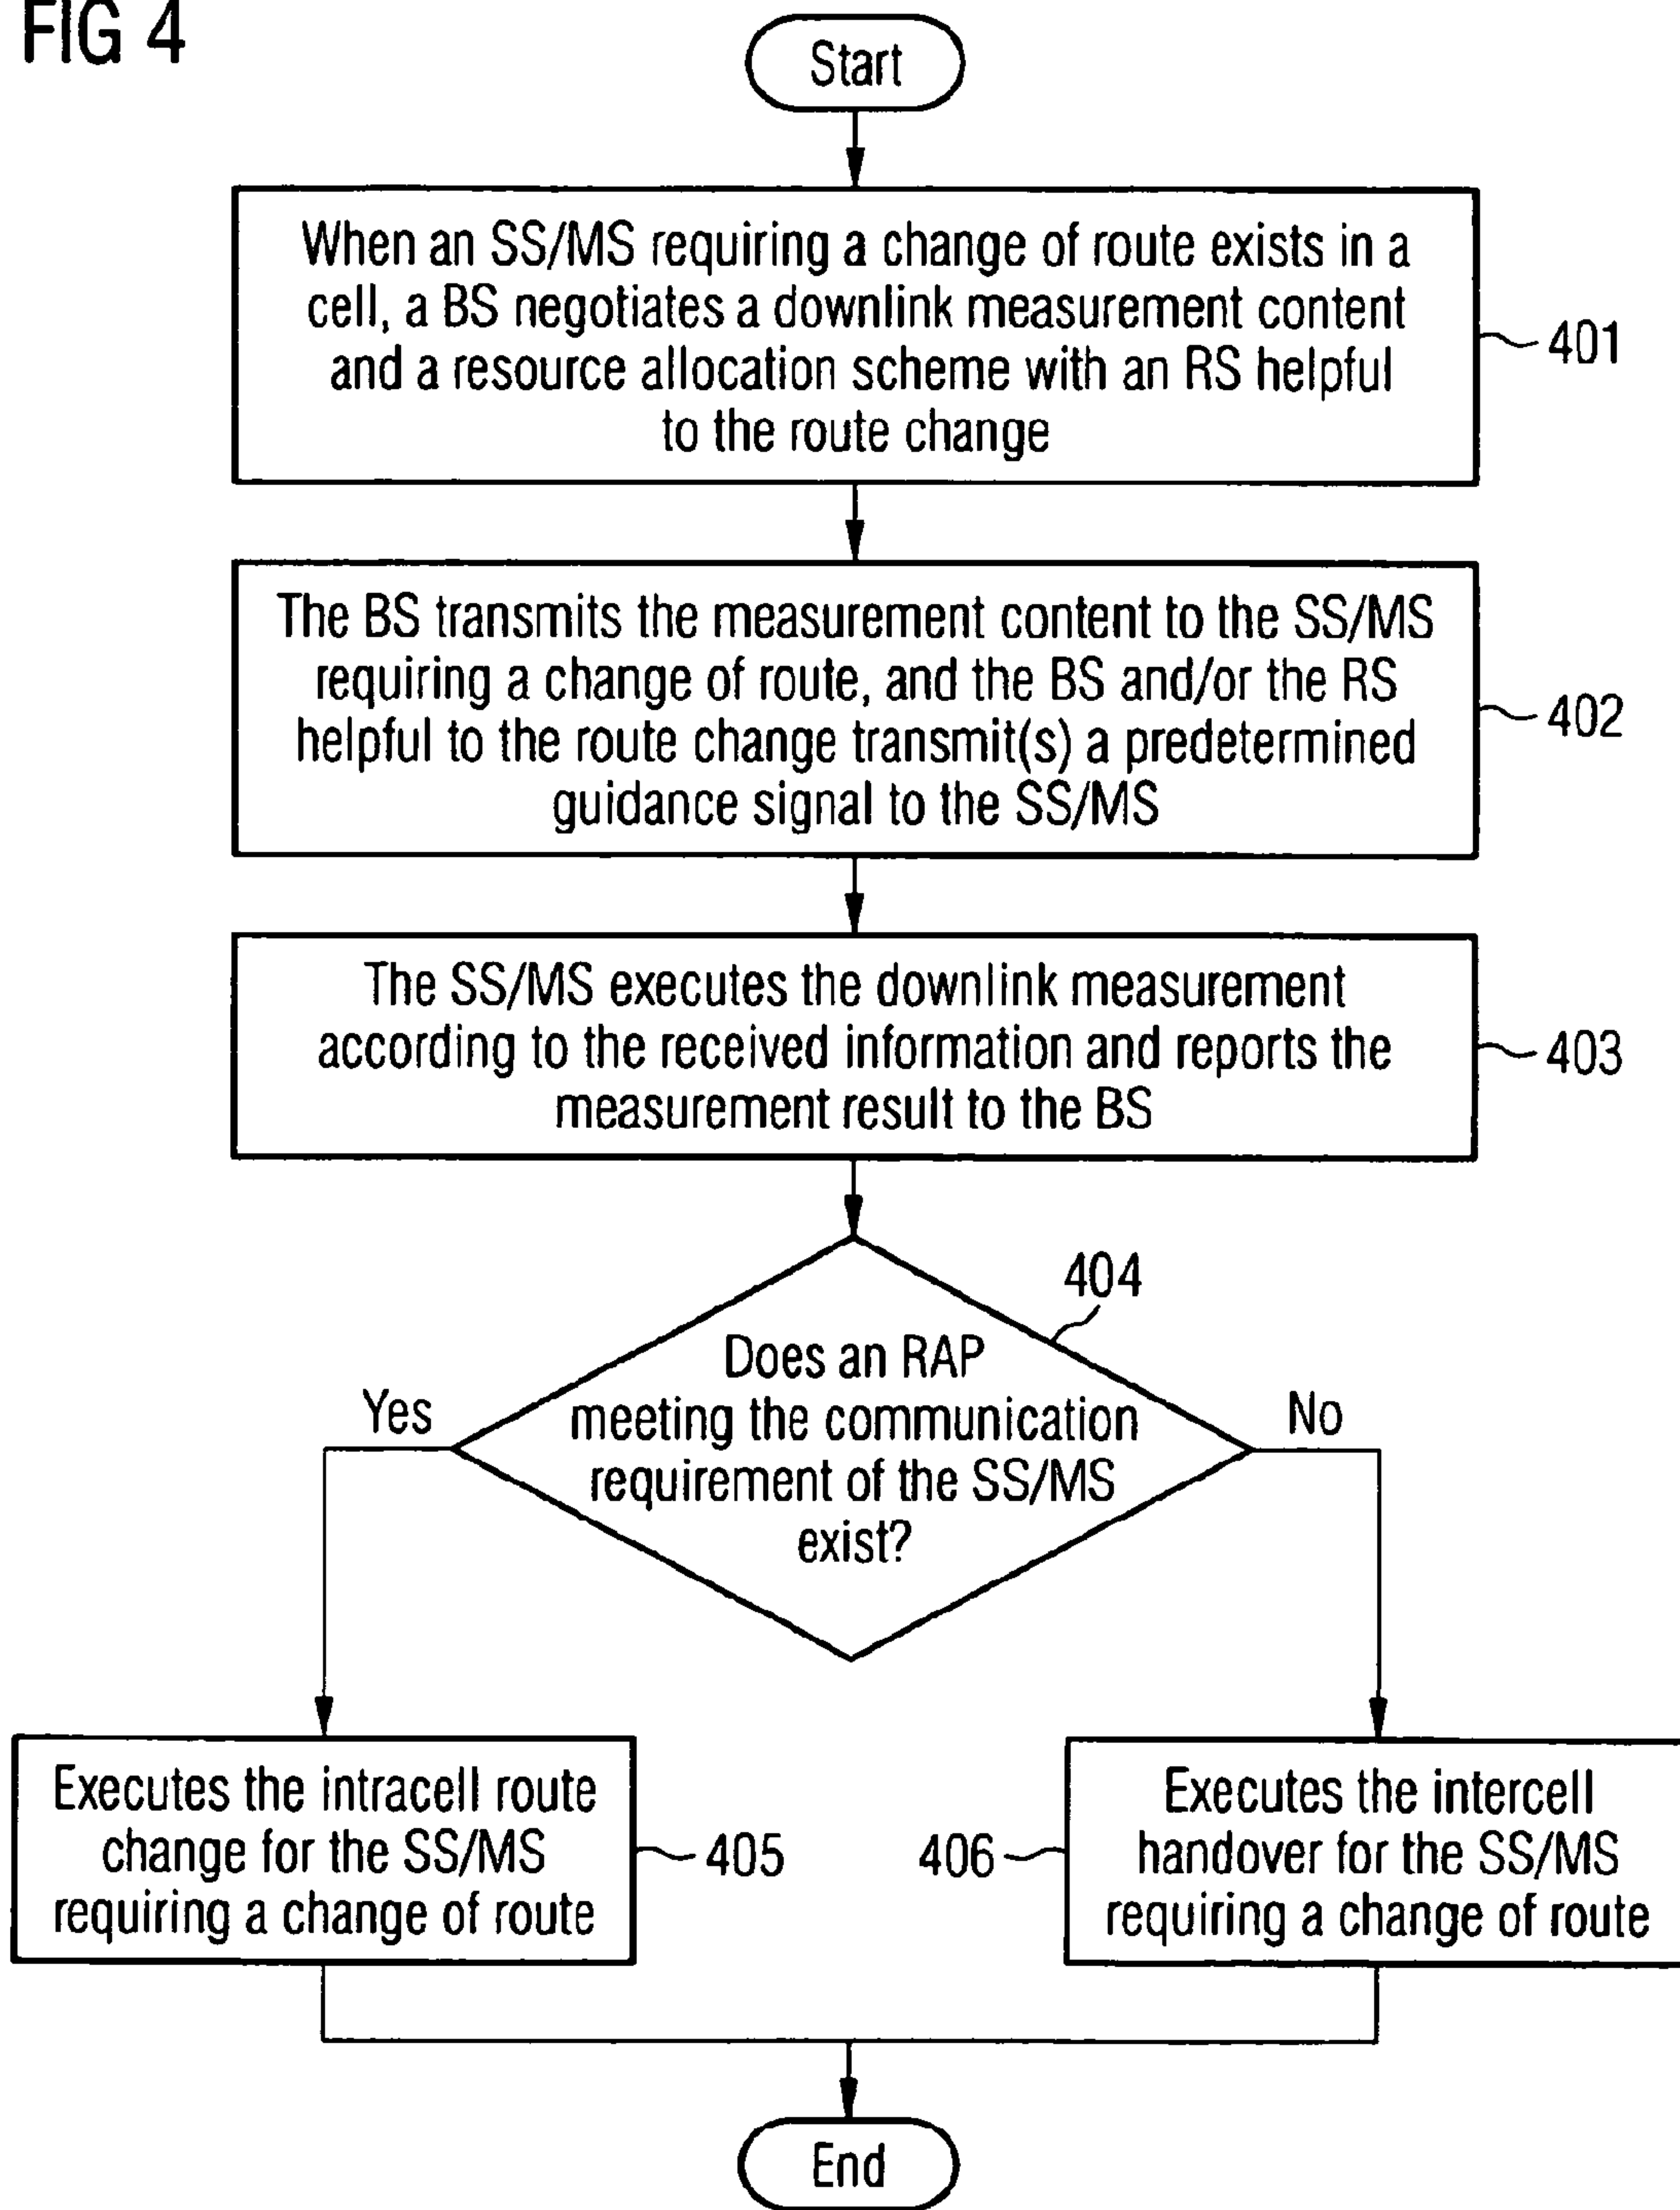 FIG 4
Start
When an SS/MS requiring a change of route exists in a
cell, a BS negotiates a downlink measurement content
and a resource allocation scheme with an RS helpful
to the route change
401
The BS transmits the measurement content to the SS/MS
requiring a change of route, and the BS and/or the RS
helpful to the route change transmit(s) a predetermined
guidance signal to the SS/MS
402
The SS/MS executes the downlink measurement
according to the received information and reports the
measurement result to the BS
403
404
Does an RAP
meeting the communication
requirement of the SS/MS
exist?
Yes
No
Executes the intracell route
change for the SS/MS
requiring a change of route
405
406
Executes the intercell
handover for the SS/MS
requiring a change of route
End